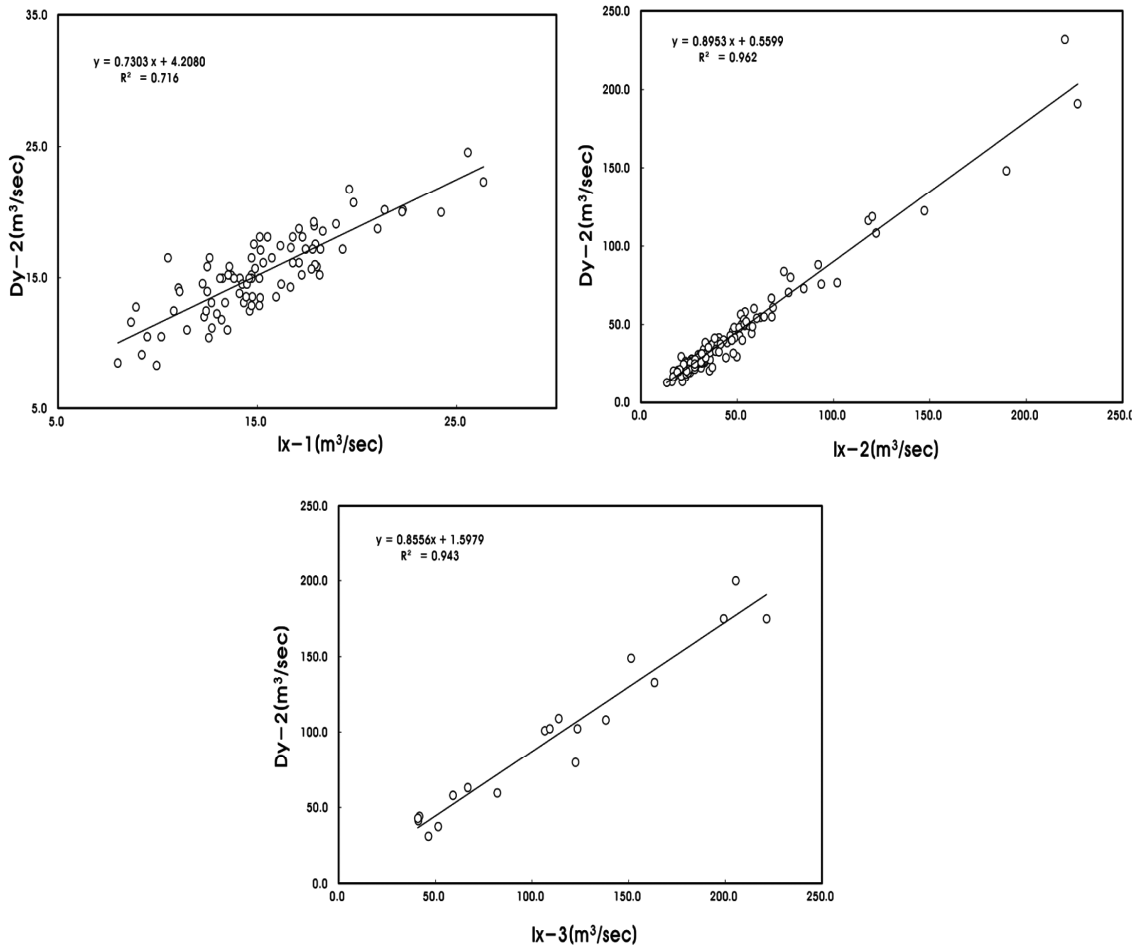 35.0
y = 0.7303 x + 4.2080
R² = 0.716
25.0
15.0
5.0
5.0 15.0 25.0
Dy-2(m³/sec)
Ix-1(m³/sec)
250.0
y = 0.8953 x + 0.5599
R² = 0.962
200.0
150.0
100.0
50.0
0.0
0.0 50.0 100.0 150.0 200.0 250.0
Dy-2(m³/sec)
Ix-2(m³/sec)
250.0
y = 0.8556x + 1.5979
R² = 0.943
200.0
150.0
100.0
50.0
0.0
0.0 50.0 100.0 150.0 200.0 250.0
Dy-2(m³/sec)
Ix-3(m³/sec)